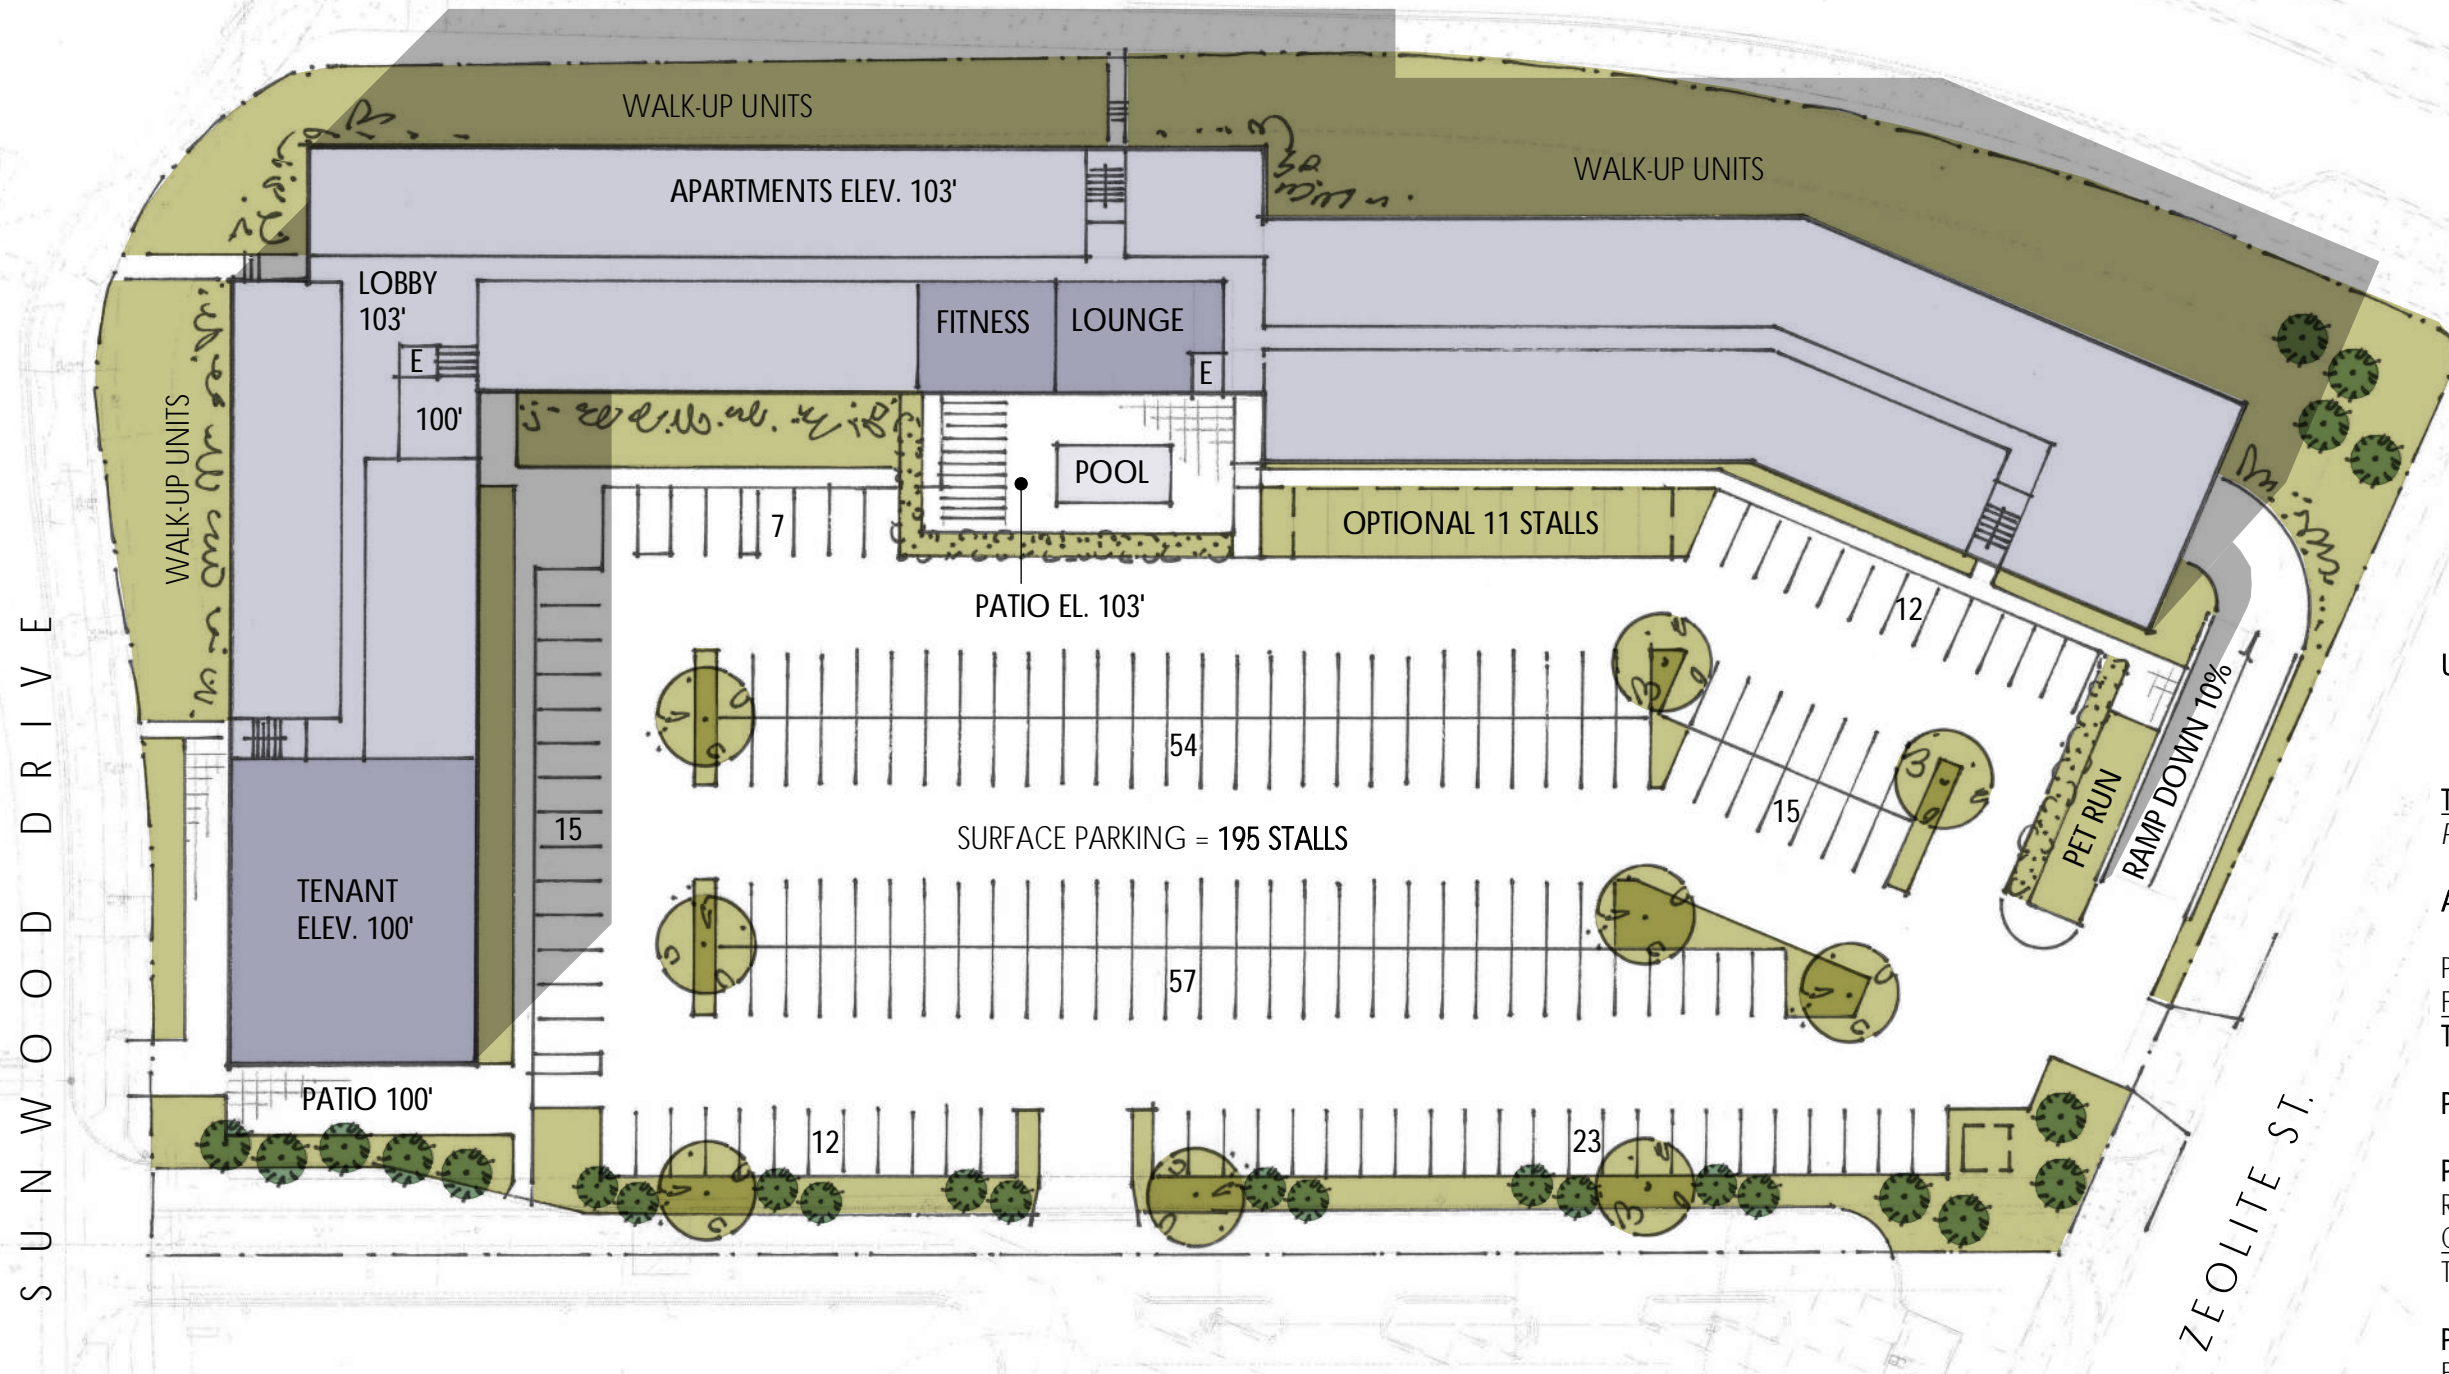 WALK-UP UNITS
WALK-UP UNITS
APARTMENTS ELEV. 103'
LOBBY
103'
FITNESS
LOUNGE
E
E
100'
WALK-UP UNITS
POOL
7
OPTIONAL 11 STALLS
PATIO EL. 103'
12
SUNWOOD DRIVE
54
15
15
SURFACE PARKING = 195 STALLS
PET RUN
RAMP DOWN 10%
TENANT
ELEV. 100'
57
PATIO 100'
12
23
ZEOLITE ST.